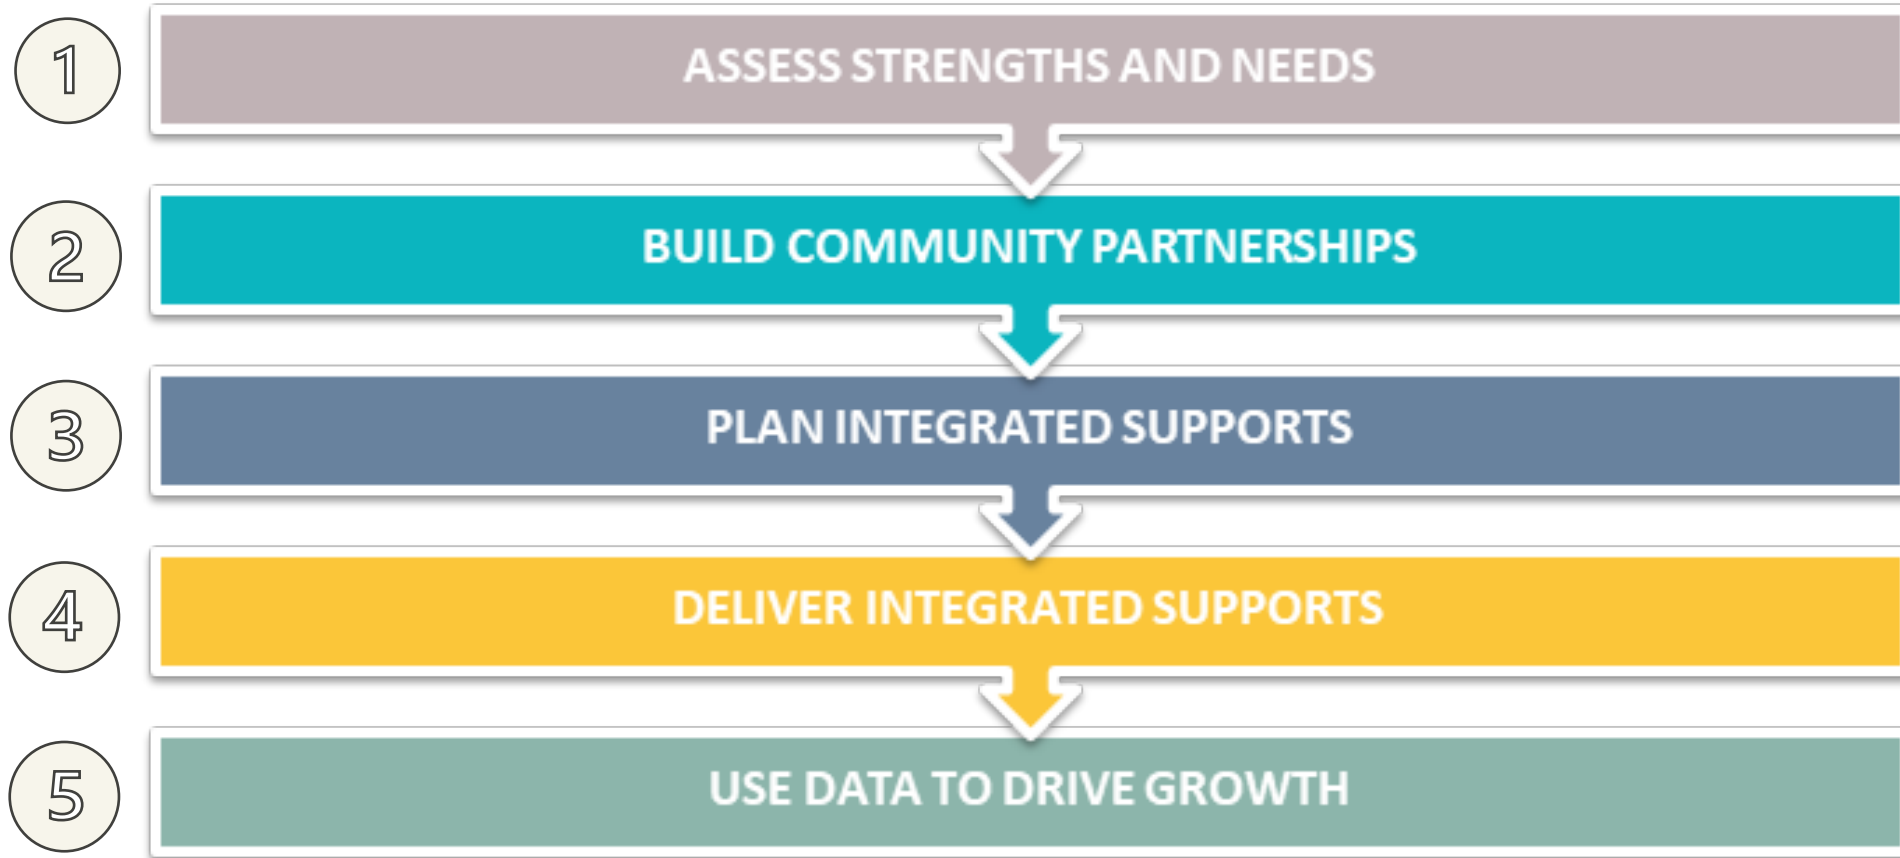 1
ASSESS STRENGTHS AND NEEDS
2
BUILD COMMUNITY PARTNERSHIPS
3
PLAN INTEGRATED SUPPORTS
4
DELIVER INTEGRATED SUPPORTS
5
USE DATA TO DRIVE GROWTH